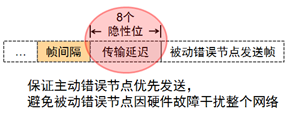 8个
隐性位
... 帧间隔 传输延迟 被动错误节点发送帧
保证主动错误节点优先发送，
避免被动错误节点因硬件故障干扰整个网络